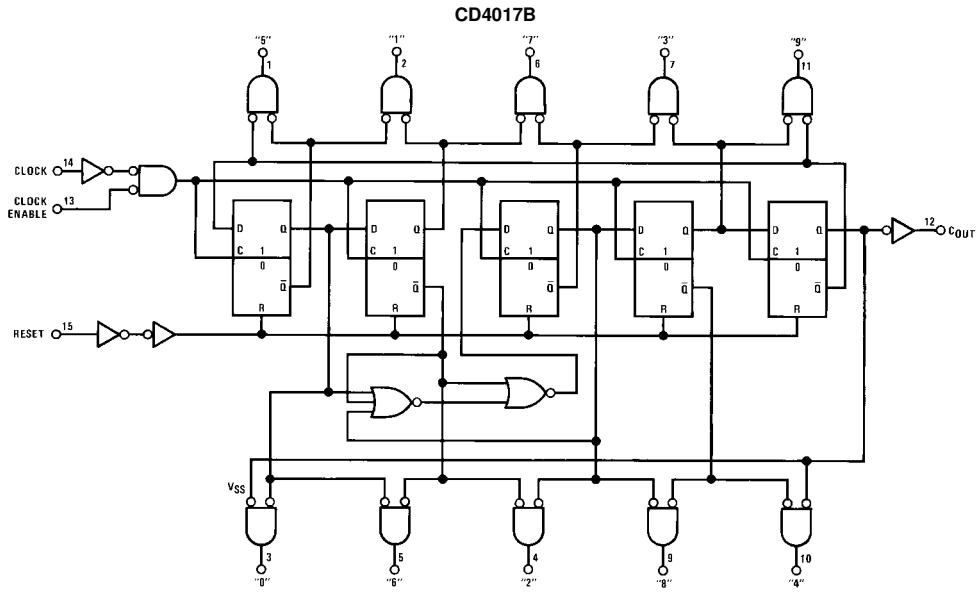 CD4017B
"5" "1" "7" "3" "9"
1 2 6 7 11
CLOCK 14
CLOCK ENABLE 13
D Q D Q D Q D Q D Q
C 1 C 1 C 1 C 1 C 1
0 0 0 0 0
Q̅ Q̅ Q̅ Q̅ Q̅
R R R R R
12 COUT
RESET 15
VSS
3 5 4 9 10
"0" "6" "2" "8" "4"